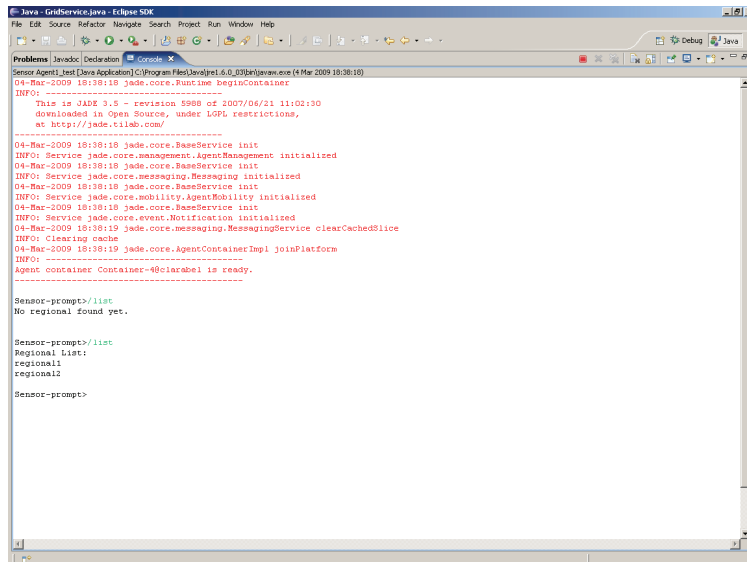 Java - GridService.java - Eclipse SDK
File Edit Source Refactor Navigate Search Project Run Window Help
Debug Java
Problems Javadoc Declaration Console
Sensor Agent1_test [Java Application] C:\Program Files\Java\jre1.6.0_03\bin\javaw.exe (4 Mar 2009 18:38:18)
04-Mar-2009 18:38:18 jade.core.Runtime beginContainer
INFO: ----------------------------------
This is JADE 3.5 - revision 5988 of 2007/06/21 11:02:30
downloaded in Open Source, under LGPL restrictions,
at http://jade.tilab.com/
----------------------------------------
04-Mar-2009 18:38:18 jade.core.BaseService init
INFO: Service jade.core.management.AgentManagement initialized
04-Mar-2009 18:38:18 jade.core.BaseService init
INFO: Service jade.core.messaging.Messaging initialized
04-Mar-2009 18:38:18 jade.core.BaseService init
INFO: Service jade.core.mobility.AgentMobility initialized
04-Mar-2009 18:38:18 jade.core.BaseService init
INFO: Service jade.core.event.Notification initialized
04-Mar-2009 18:38:19 jade.core.messaging.MessagingService clearCachedSlice
INFO: Clearing cache
04-Mar-2009 18:38:19 jade.core.AgentContainerImpl joinPlatform
INFO: --------------------------------------
Agent container Container-4@clarabel is ready.
--------------------------------------------
Sensor-prompt>/list
No regional found yet.
Sensor-prompt>/list
Regional List:
regional1
regional2
Sensor-prompt>